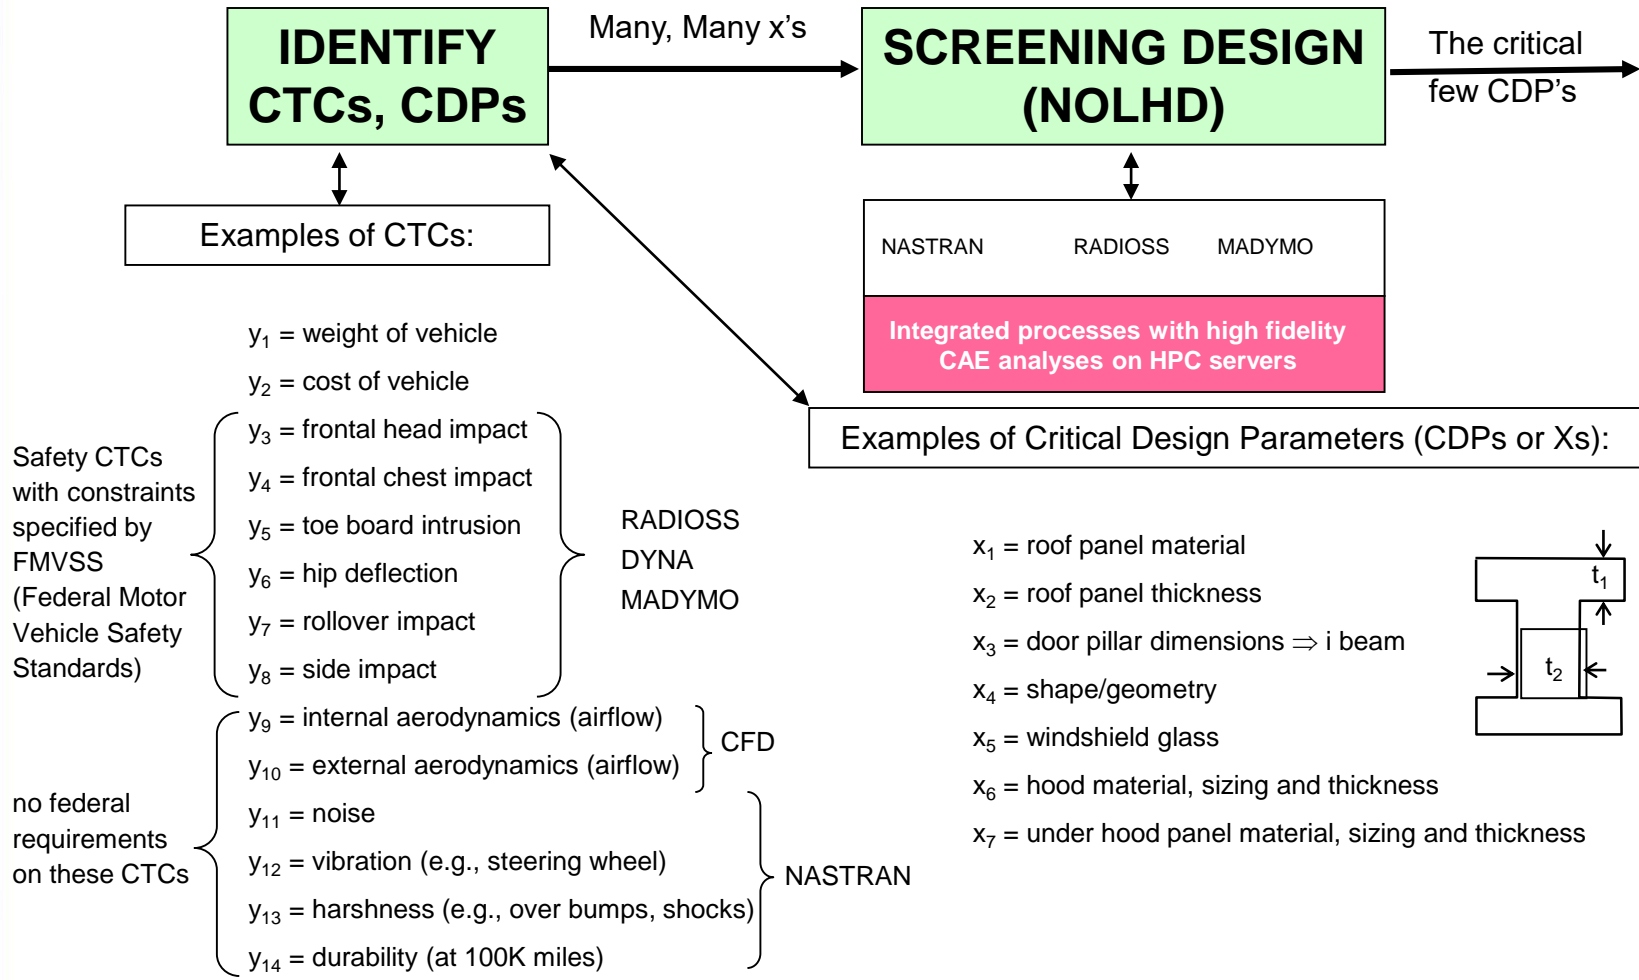 IDENTIFY
CTCs, CDPs
Many, Many x's
SCREENING DESIGN
(NOLHD)
The critical
few CDP's
Examples of CTCs:
NASTRAN RADIOSS MADYMO
Integrated processes with high fidelity
CAE analyses on HPC servers
Examples of Critical Design Parameters (CDPs or Xs):
y1 = weight of vehicle
y2 = cost of vehicle
y3 = frontal head impact
y4 = frontal chest impact
y5 = toe board intrusion
y6 = hip deflection
y7 = rollover impact
y8 = side impact
y9 = internal aerodynamics (airflow)
y10 = external aerodynamics (airflow)
y11 = noise
y12 = vibration (e.g., steering wheel)
y13 = harshness (e.g., over bumps, shocks)
y14 = durability (at 100K miles)
Safety CTCs
with constraints
specified by
FMVSS
(Federal Motor
Vehicle Safety
Standards)
no federal
requirements
on these CTCs
RADIOSS
DYNA
MADYMO
CFD
NASTRAN
x1 = roof panel material
x2 = roof panel thickness
x3 = door pillar dimensions ⇒ i beam
x4 = shape/geometry
x5 = windshield glass
x6 = hood material, sizing and thickness
x7 = under hood panel material, sizing and thickness
t1
t2